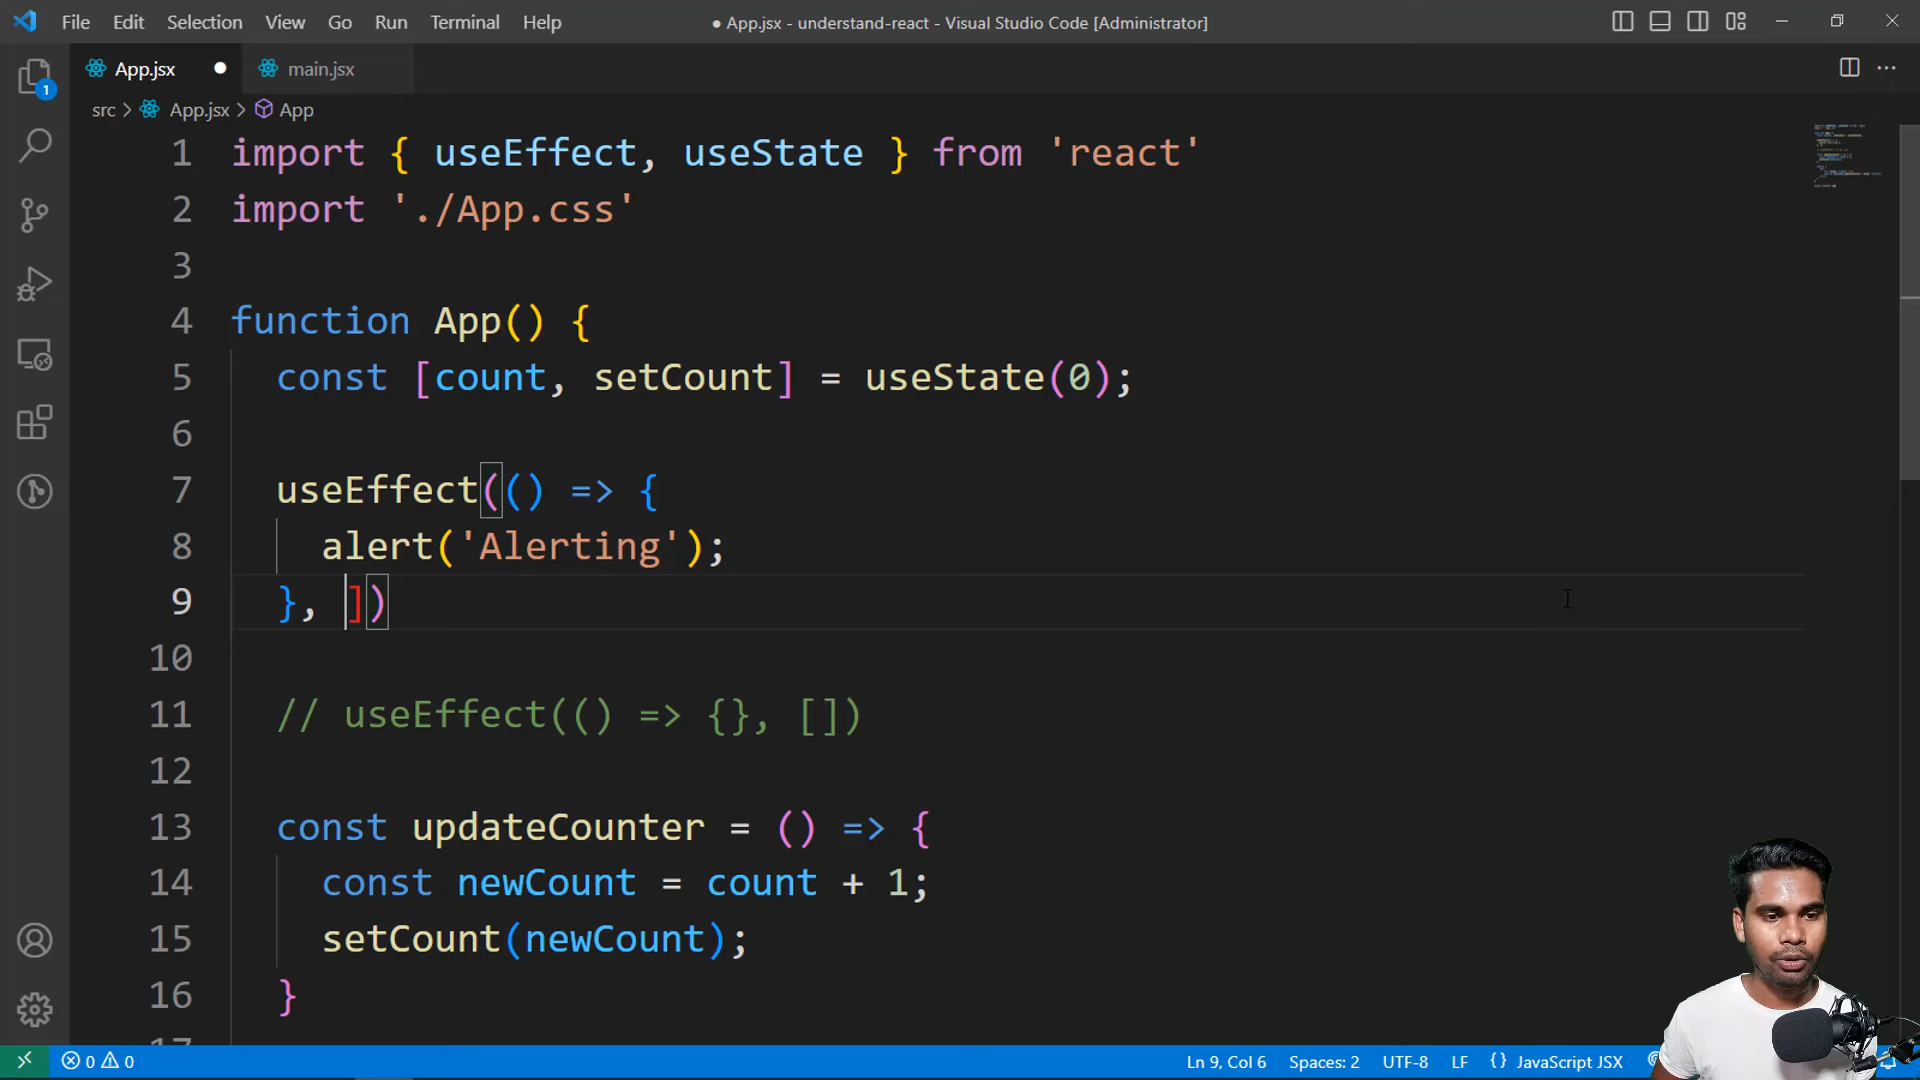 File Edit Selection View Go Run Terminal Help ● App.jsx - understand-react - Visual Studio Code [Administrator]
App.jsx ● main.jsx
1
src > App.jsx > App
1 import { useEffect, useState } from 'react'
2 import './App.css'
3
4 function App() {
5 const [count, setCount] = useState(0);
6
7 useEffect(() => {
8 alert('Alerting');
9 }, ])
10
11 // useEffect(() => {}, [])
12
13 const updateCounter = () => {
14 const newCount = count + 1;
15 setCount(newCount);
16 }
17
0 0 Ln 9, Col 6 Spaces: 2 UTF-8 LF {} JavaScript JSX